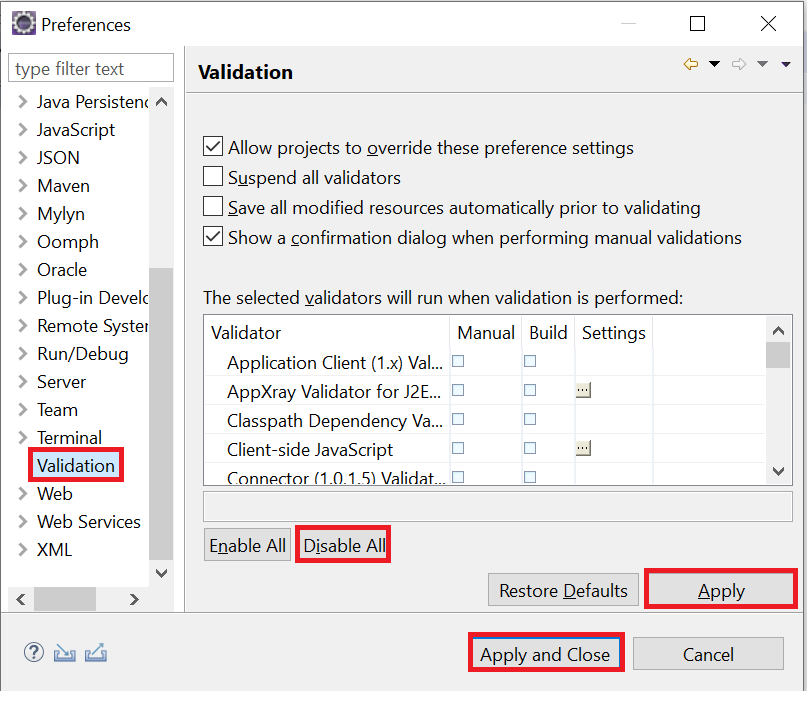 Preferences
type filter text
Validation
Java Persistenc
JavaScript
JSON
Maven
Mylyn
Oomph
Oracle
Plug-in Develo
Remote System
Run/Debug
Server
Team
Terminal
Validation
Web
Web Services
XML
Allow projects to override these preference settings
Suspend all validators
Save all modified resources automatically prior to validating
Show a confirmation dialog when performing manual validations
The selected validators will run when validation is performed:
Validator Manual Build Settings
Application Client (1.x) Val...
AppXray Validator for J2E... ...
Classpath Dependency Va...
Client-side JavaScript ...
Connector (1.0,1.5) Validat...
Enable All Disable All
Restore Defaults Apply
? Apply and Close Cancel